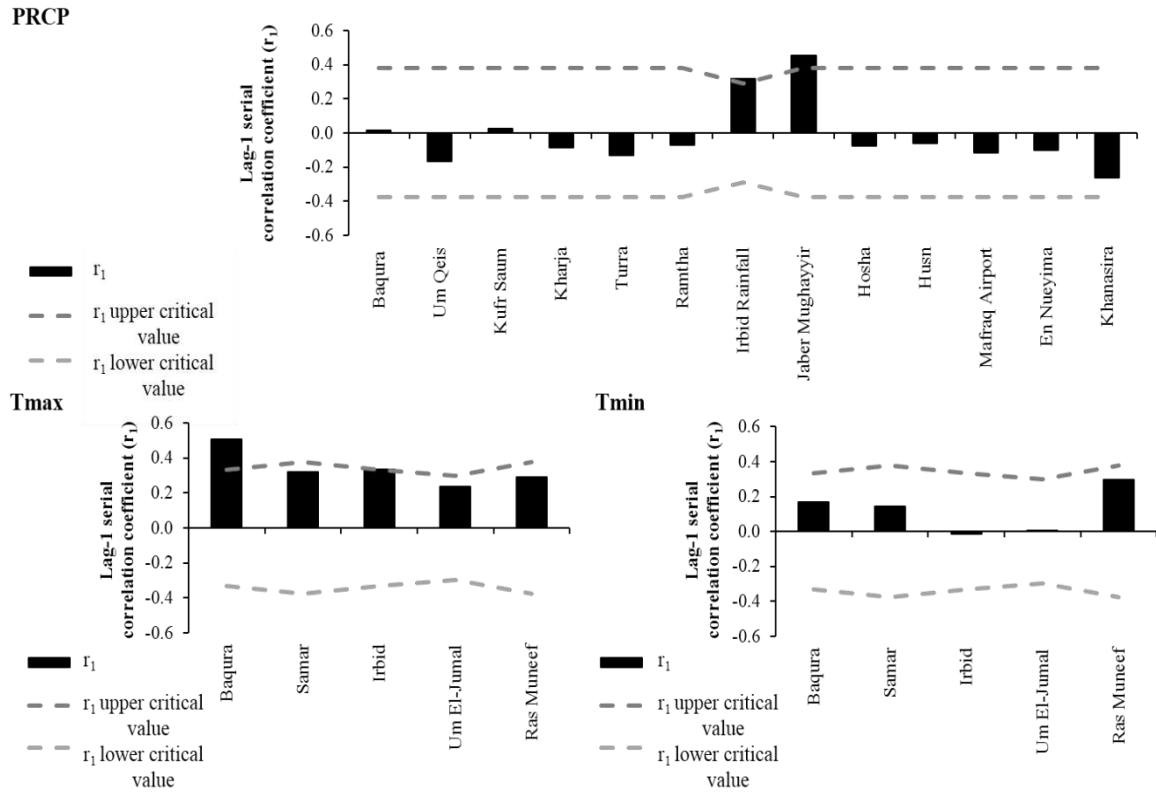 PRCP
Lag-1 serial
correlation coefficient (r₁)
0.6
0.4
0.2
0.0
-0.2
-0.4
-0.6
Baqura
Um Qeis
Kufr Saum
Kharja
Turra
Ramtha
Irbid Rainfall
Jaber Mughayyir
Hosha
Husn
Mafraq Airport
En Nueyima
Khanasira
r₁
r₁ upper critical
value
r₁ lower critical
value
Tmax
Lag-1 serial
correlation coefficient (r₁)
0.6
0.4
0.2
0.0
-0.2
-0.4
-0.6
Baqura
Samar
Irbid
Um El-Jumal
Ras Muneef
r₁
r₁ upper critical
value
r₁ lower critical
value
Tmin
Lag-1 serial
correlation coefficient (r₁)
0.6
0.4
0.2
0.0
-0.2
-0.4
-0.6
Baqura
Samar
Irbid
Um El-Jumal
Ras Muneef
r₁
r₁ upper critical
value
r₁ lower critical
value